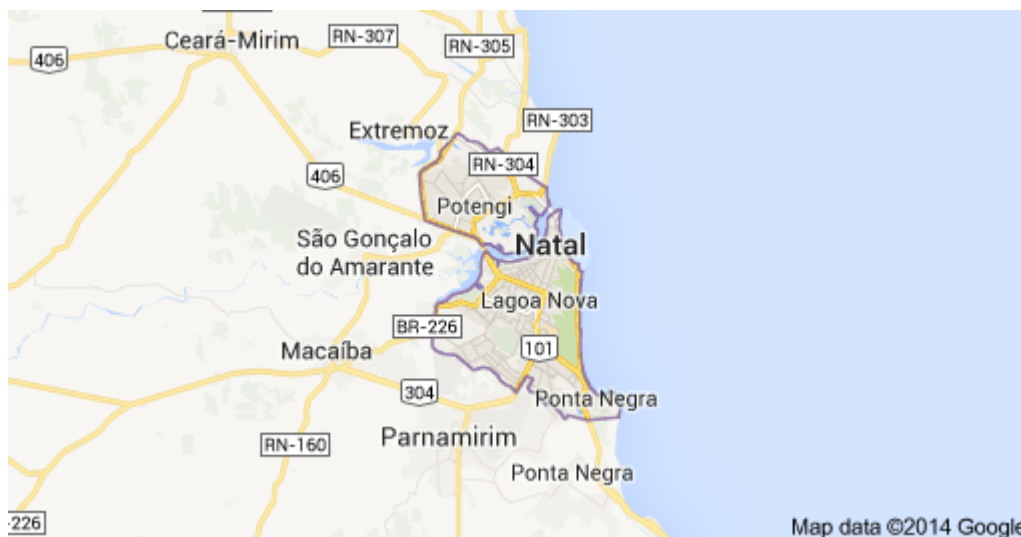 Ceará-Mirim
RN-307
RN-305
406
RN-303
Extremoz
RN-304
406
Potengi
São Gonçalo
do Amarante
Natal
Lagoa Nova
BR-226
Macaíba
101
304
Ponta Negra
Parnamirim
RN-160
Ponta Negra
-226
Map data ©2014 Google